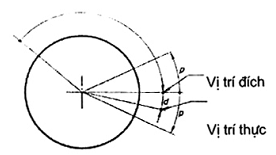 p
Vị trí đích
d
p
Vị trí thực